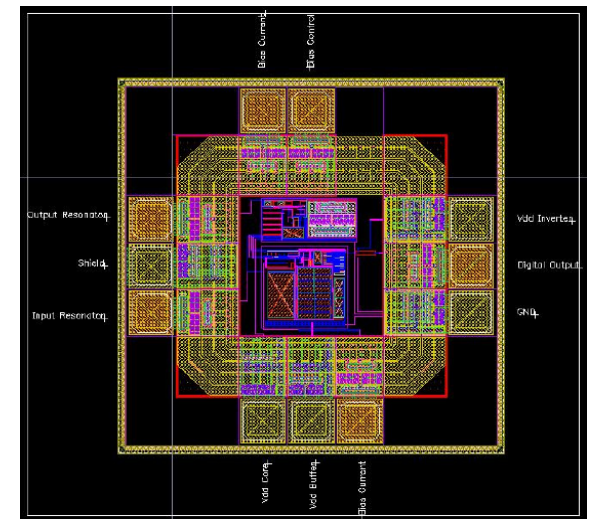 Bias Current
Bias Control
Output Resonator
Shield
Input Resonator
Vdd Inverter
Digital Output
GND
Vdd Core
Vdd Buffer
Bias Current